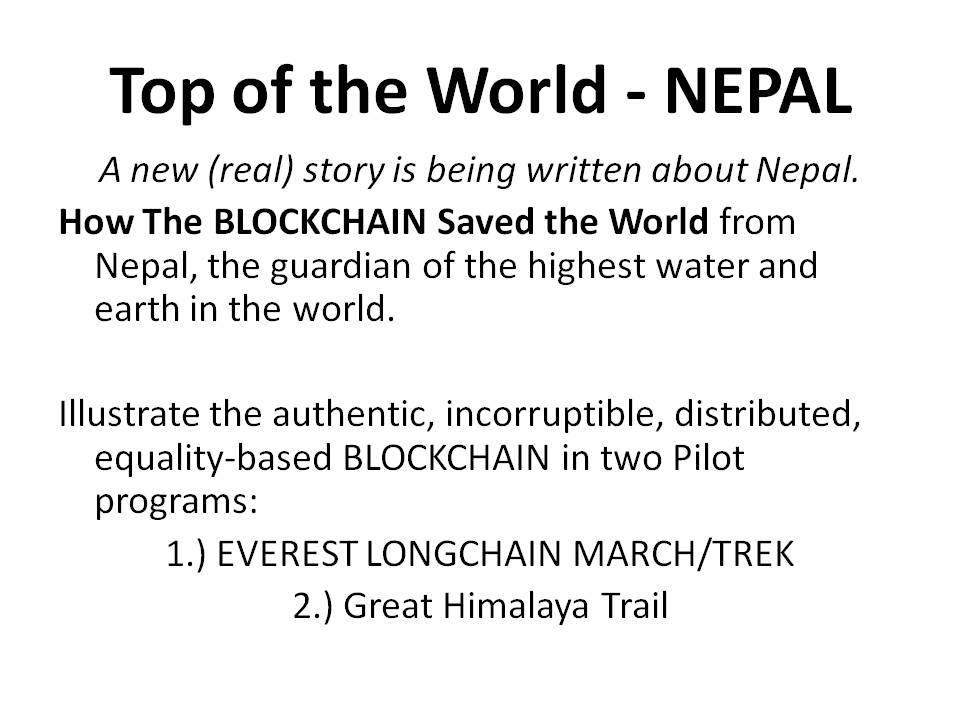 Top of the World - NEPAL
A new (real) story is being written about Nepal.
How The BLOCKCHAIN Saved the World from
Nepal, the guardian of the highest water and
earth in the world.
Illustrate the authentic, incorruptible, distributed,
equality-based BLOCKCHAIN in two Pilot
programs:
1.) EVEREST LONGCHAIN MARCH/TREK
2.) Great Himalaya Trail